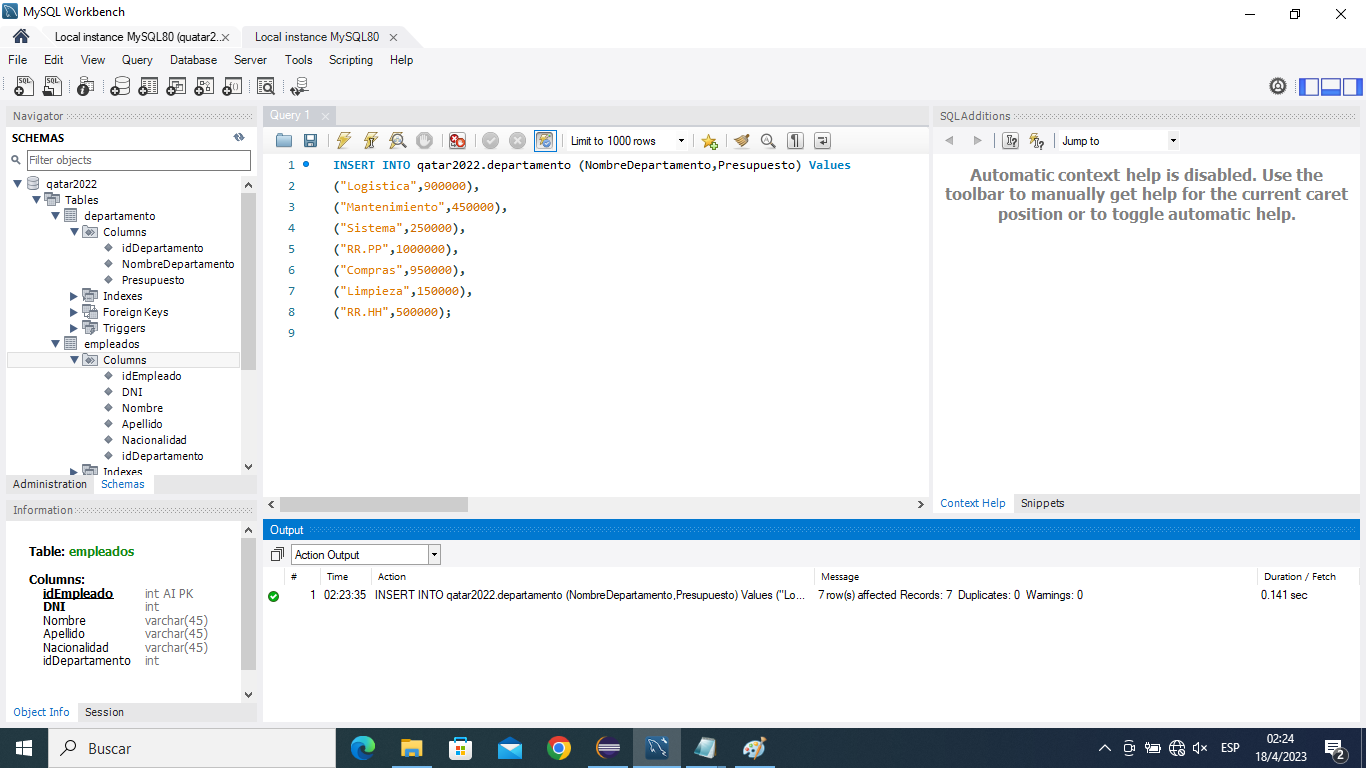 MySQL Workbench
Local instance MySQL80 (quatar2...
Local instance MySQL80
File Edit View Query Database Server Tools Scripting Help
Navigator
SCHEMAS
Filter objects
qatar2022
Tables
departamento
Columns
idDepartamento
NombreDepartamento
Presupuesto
Indexes
Foreign Keys
Triggers
empleados
Columns
idEmpleado
DNI
Nombre
Apellido
Nacionalidad
idDepartamento
Indexes
Administration Schemas
Information
Table: empleados
Columns:
idEmpleado int AI PK
DNI int
Nombre varchar(45)
Apellido varchar(45)
Nacionalidad varchar(45)
idDepartamento int
Object Info Session
Query 1
Limit to 1000 rows
1 INSERT INTO qatar2022.departamento (NombreDepartamento,Presupuesto) Values
2 ("Logistica",900000),
3 ("Mantenimiento",450000),
4 ("Sistema",250000),
5 ("RR.PP",1000000),
6 ("Compras",950000),
7 ("Limpieza",150000),
8 ("RR.HH",500000);
9
SQLAdditions
Jump to
Automatic context help is disabled. Use the
toolbar to manually get help for the current caret
position or to toggle automatic help.
Context Help Snippets
Output
Action Output
# Time Action Message Duration / Fetch
1 02:23:35 INSERT INTO qatar2022.departamento (NombreDepartamento,Presupuesto) Values ("Lo... 7 row(s) affected Records: 7 Duplicates: 0 Warnings: 0 0.141 sec
Buscar
ESP
02:24
18/4/2023
2